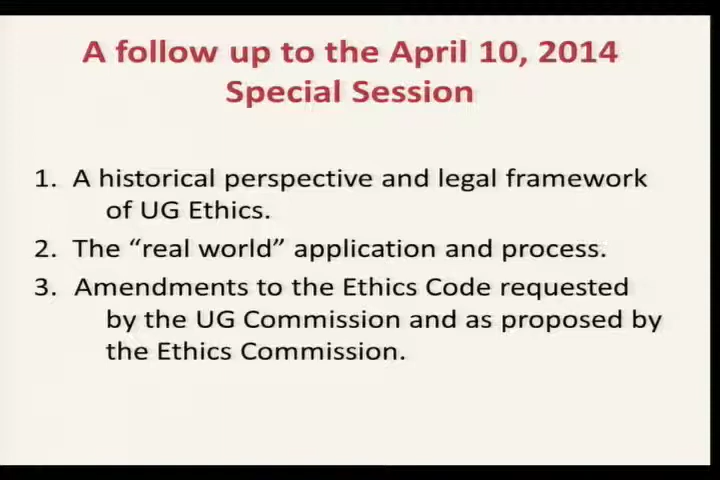 A follow up to the April 10, 2014
Special Session
1. A historical perspective and legal framework
of UG Ethics.
2. The “real world” application and process.
3. Amendments to the Ethics Code requested
by the UG Commission and as proposed by
the Ethics Commission.